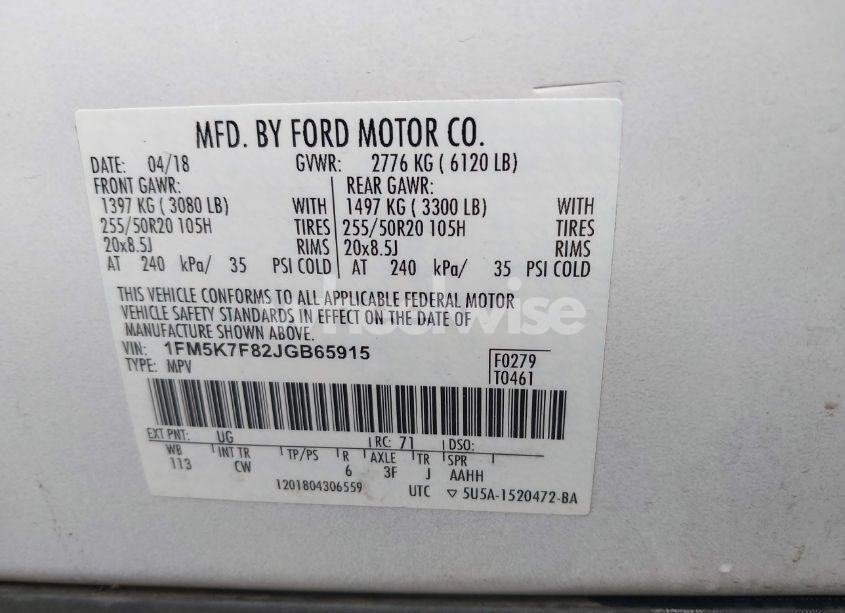 MFD. BY FORD MOTOR CO.
DATE: 04/18 GVWR: 2776 KG ( 6120 LB)
FRONT GAWR: REAR GAWR:
1397 KG ( 3080 LB) WITH 1497 KG ( 3300 LB) WITH
255/50R20 105H TIRES 255/50R20 105H TIRES
20x8.5J RIMS 20x8.5J RIMS
AT 240 kPa/ 35 PSI COLD AT 240 kPa/ 35 PSI COLD
THIS VEHICLE CONFORMS TO ALL APPLICABLE FEDERAL MOTOR
VEHICLE SAFETY STANDARDS IN EFFECT ON THE DATE OF
MANUFACTURE SHOWN ABOVE.
VIN: 1FM5K7F82JGB65915
TYPE: MPV
F0279
T0461
EXT PNT: UG RC: 71 DSO:
WB INT TR TP/PS R AXLE TR SPR
113 CW 6 3F J AAHH
1201804306559 UTC ▽ 5U5A-1520472-BA